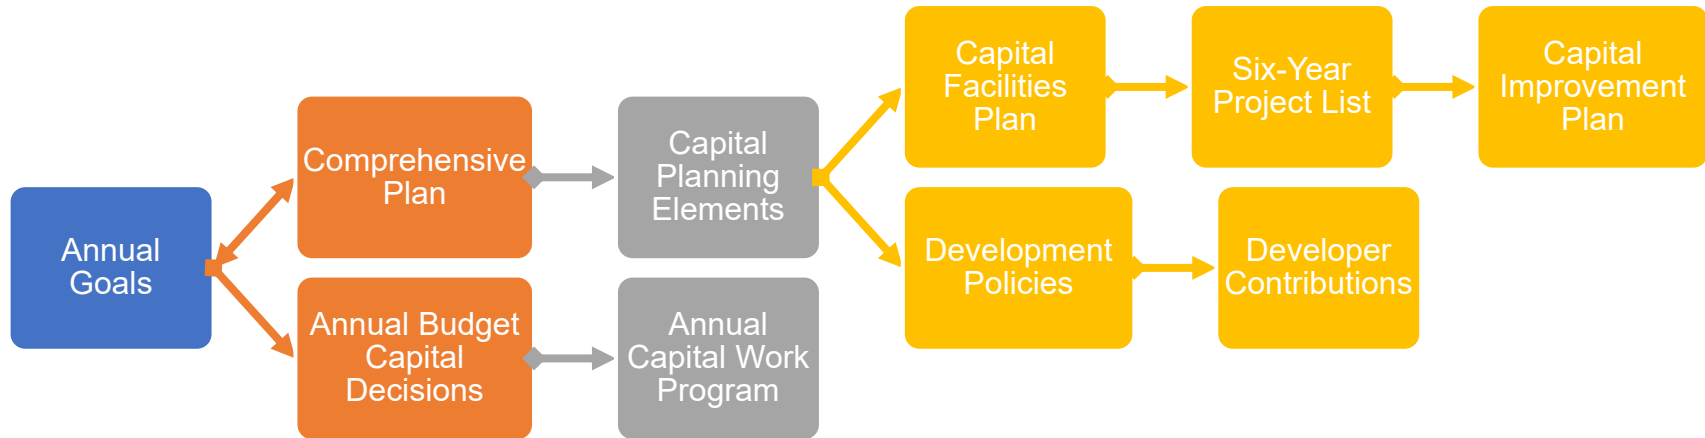 Annual
Goals
Comprehensive
Plan
Annual Budget
Capital
Decisions
Capital
Planning
Elements
Annual
Capital Work
Program
Capital
Facilities
Plan
Six-Year
Project List
Capital
Improvement
Plan
Development
Policies
Developer
Contributions